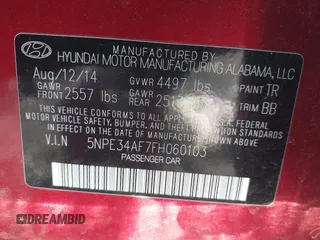 MANUFACTURED BY
HYUNDAI MOTOR MANUFACTURING ALABAMA, LLC
Aug/12/14 GVWR 4497 lbs PAINT TR
GAWR FRONT 2557 lbs GAWR TRIM BB
THIS VEHICLE CONFORMS TO ALL APPLICABLE
FEDERAL MOTOR VEHICLE SAFETY
BUMPER, AND THEFT PREVENTION STANDARDS
IN EFFECT ON THE DATE OF MANUFACTURE
SHOWN ABOVE.
V.I.N 5NPE34AF7FH060103
PASSENGER CAR
DREAMBID